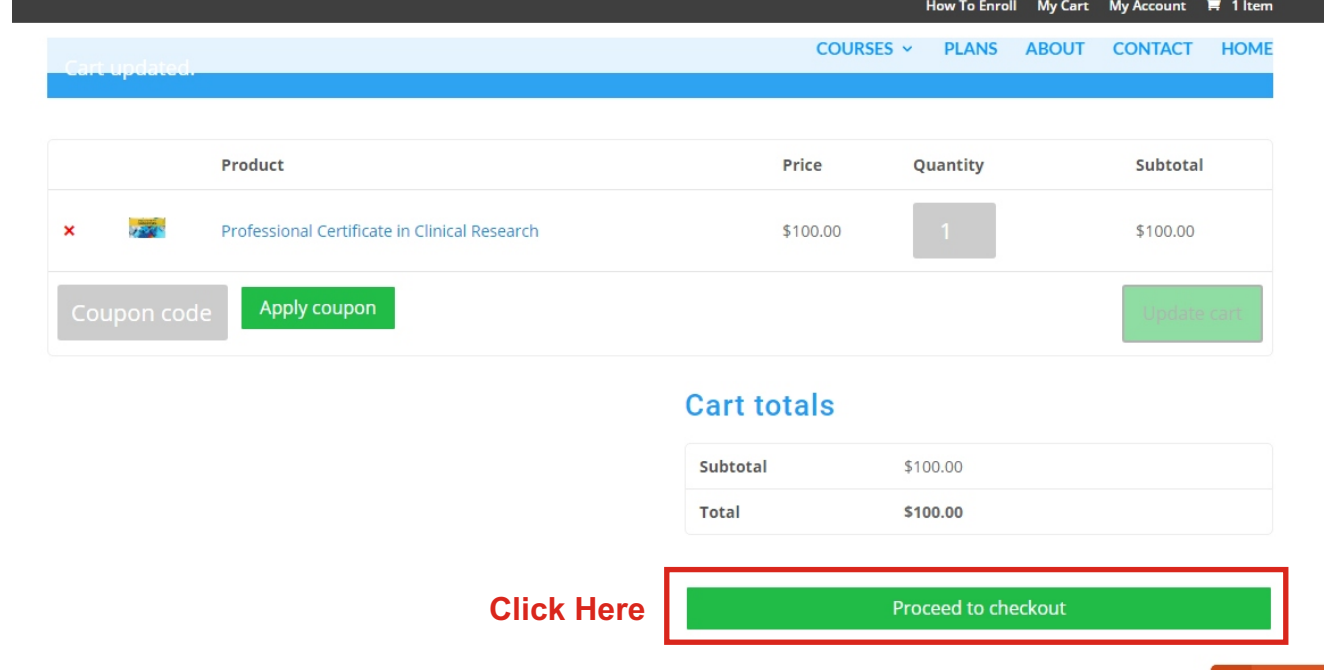 How To Enroll My Cart My Account 1 Item
COURSES PLANS ABOUT CONTACT HOME
Cart updated.
Product Price Quantity Subtotal
× Professional Certificate in Clinical Research $100.00 1 $100.00
Coupon code Apply coupon Update cart
Cart totals
Subtotal $100.00
Total $100.00
Click Here Proceed to checkout